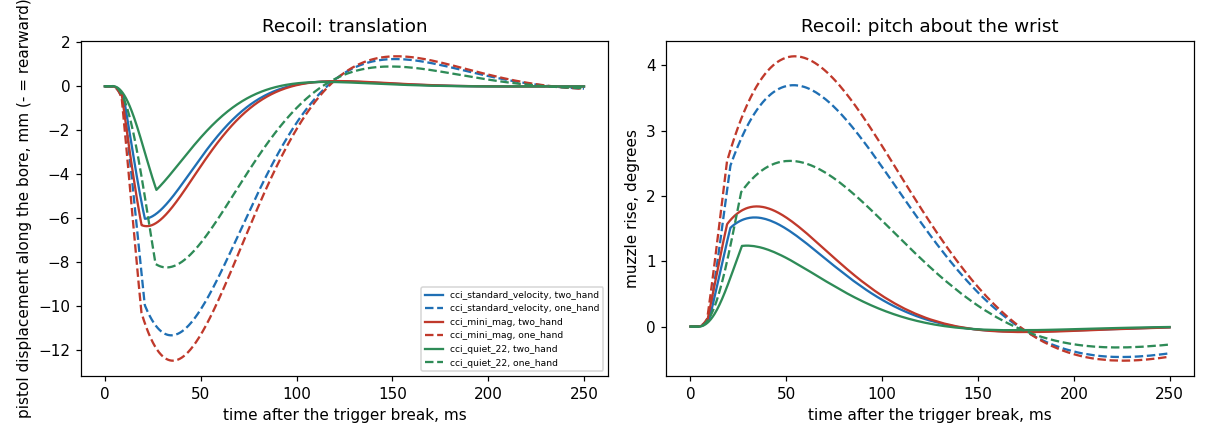 Recoil: translation
pistol displacement along the bore, mm (- = rearward)
2
0
−2
−4
−6
−8
−10
−12
0
50
100
150
200
250
time after the trigger break, ms
cci_standard_velocity, two_hand
cci_standard_velocity, one_hand
cci_mini_mag, two_hand
cci_mini_mag, one_hand
cci_quiet_22, two_hand
cci_quiet_22, one_hand
Recoil: pitch about the wrist
muzzle rise, degrees
4
3
2
1
0
0
50
100
150
200
250
time after the trigger break, ms